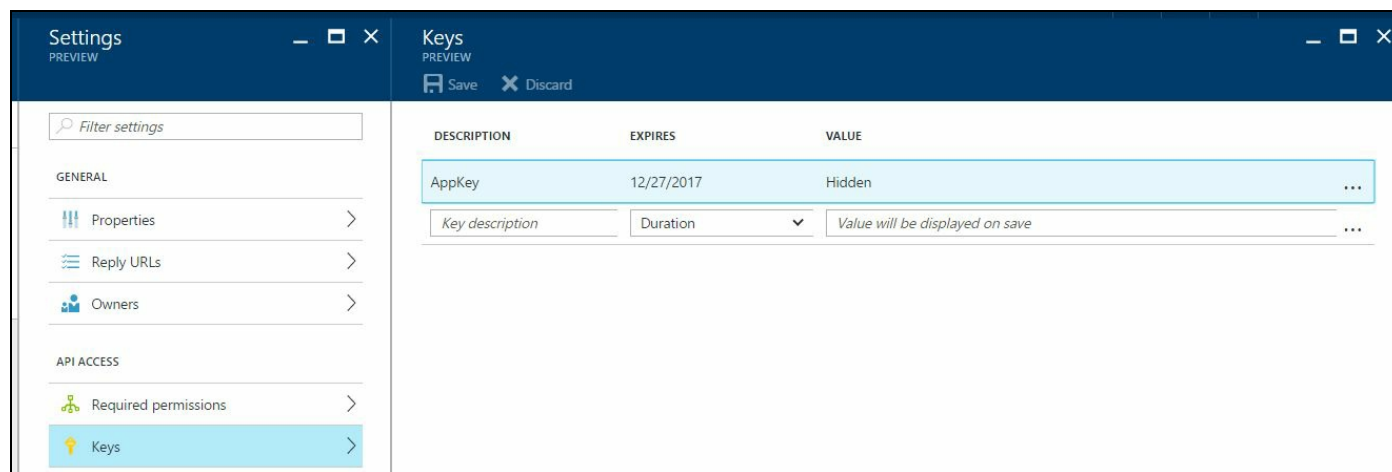 Settings
PREVIEW
Filter settings
GENERAL
Properties
Reply URLs
Owners
API ACCESS
Required permissions
Keys
Keys
PREVIEW
Save Discard
DESCRIPTION EXPIRES VALUE
AppKey 12/27/2017 Hidden ...
Key description Duration Value will be displayed on save ...